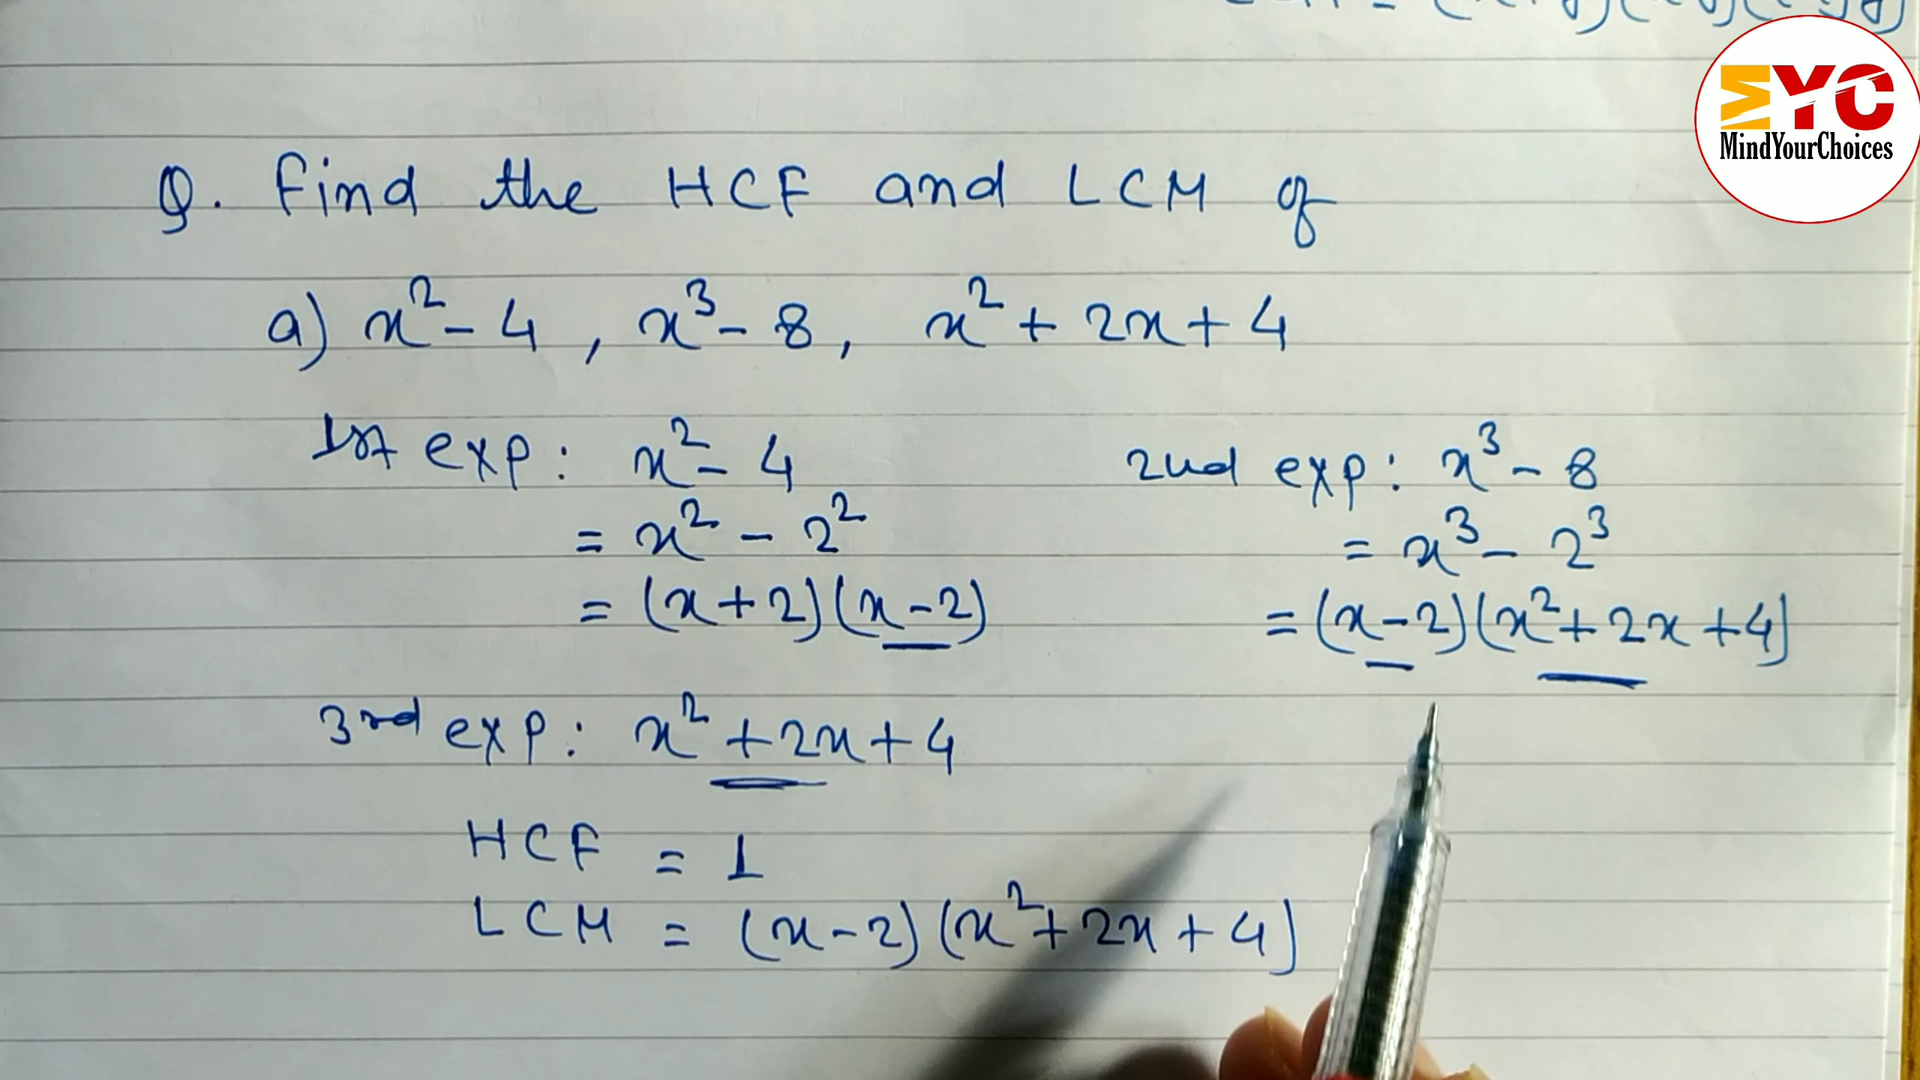 MYC
MindYourChoices
Q. Find the HCF and LCM of
a) x² - 4 , x³ - 8 , x² + 2x + 4
1st exp : x² - 4
= x² - 2²
= (x + 2)(x - 2)
2nd exp : x³ - 8
= x³ - 2³
= (x - 2)(x² + 2x + 4)
3rd exp : x² + 2x + 4
HCF = 1
LCM = (x - 2)(x² + 2x + 4)